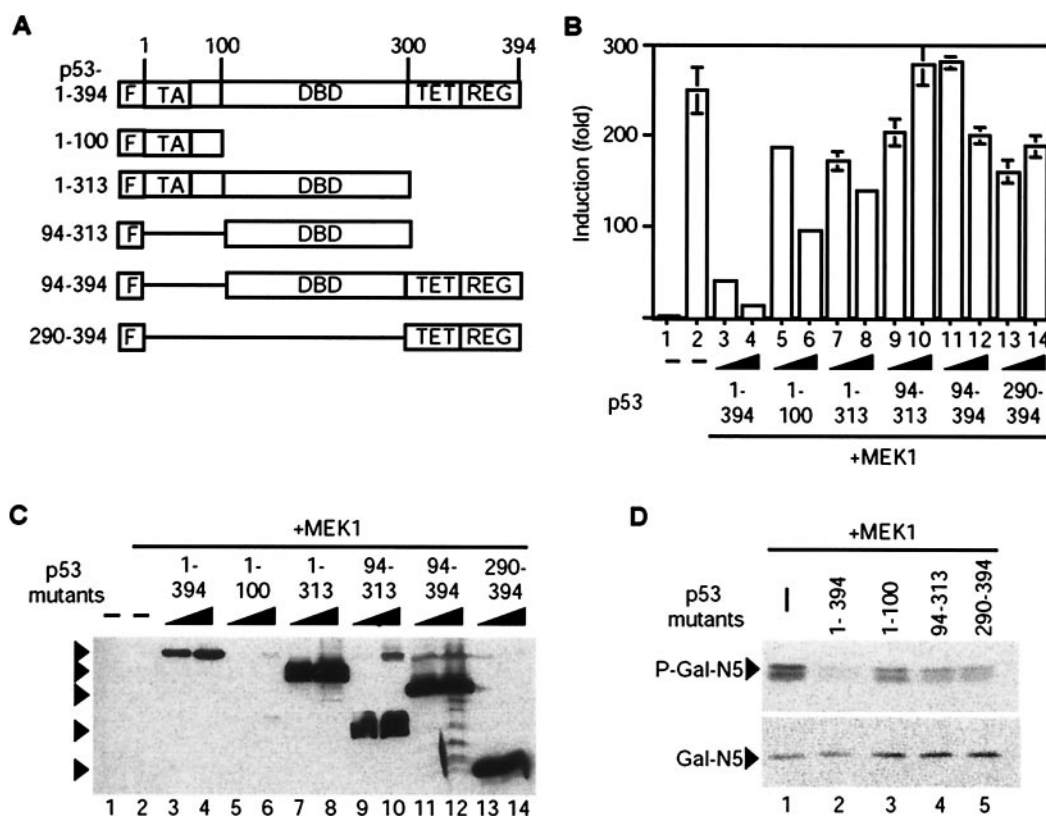 A
1 100 300 394
p53-
1-394 F TA DBD TET REG
1-100 F TA
1-313 F TA DBD
94-313 F DBD
94-394 F DBD TET REG
290-394 F TET REG
B
Induction (fold)
300
200
100
1 2 3 4 5 6 7 8 9 10 11 12 13 14
– –
p53
1- 1- 1- 94- 94- 290-
394 100 313 313 394 394
+MEK1
C
+MEK1
p53 mutants
1- 1- 1- 94- 94- 290-
394 100 313 313 394 394
– –
1 2 3 4 5 6 7 8 9 10 11 12 13 14
D
+MEK1
p53 mutants
– 1- 394 1-100 94-313 290-394
P-Gal-N5
Gal-N5
1 2 3 4 5